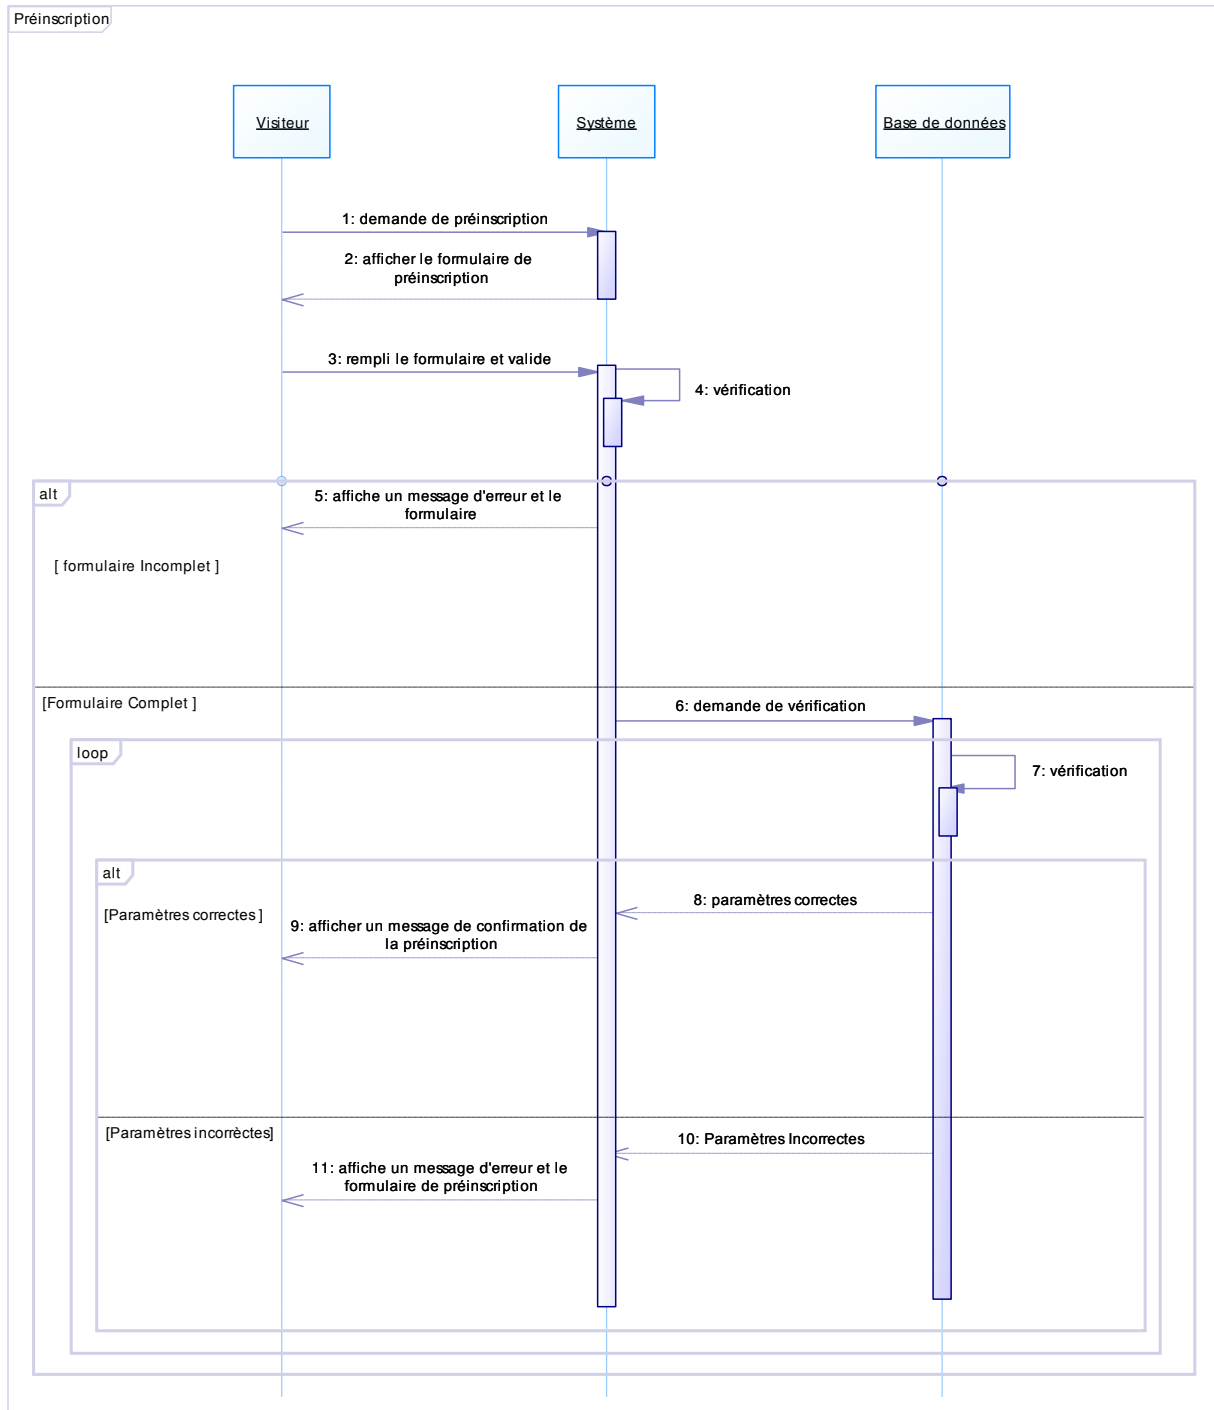 Préinscription
Visiteur
Système
Base de données
1: demande de préinscription
2: afficher le formulaire de
préinscription
3: rempli le formulaire et valide
4: vérification
alt
5: affiche un message d'erreur et le
formulaire
[ formulaire Incomplet ]
[Formulaire Complet ]
6: demande de vérification
loop
7: vérification
alt
8: paramètres correctes
[Paramètres correctes ]
9: afficher un message de confirmation de
la préinscription
[Paramètres incorrèctes]
10: Paramètres Incorrectes
11: affiche un message d'erreur et le
formulaire de préinscription